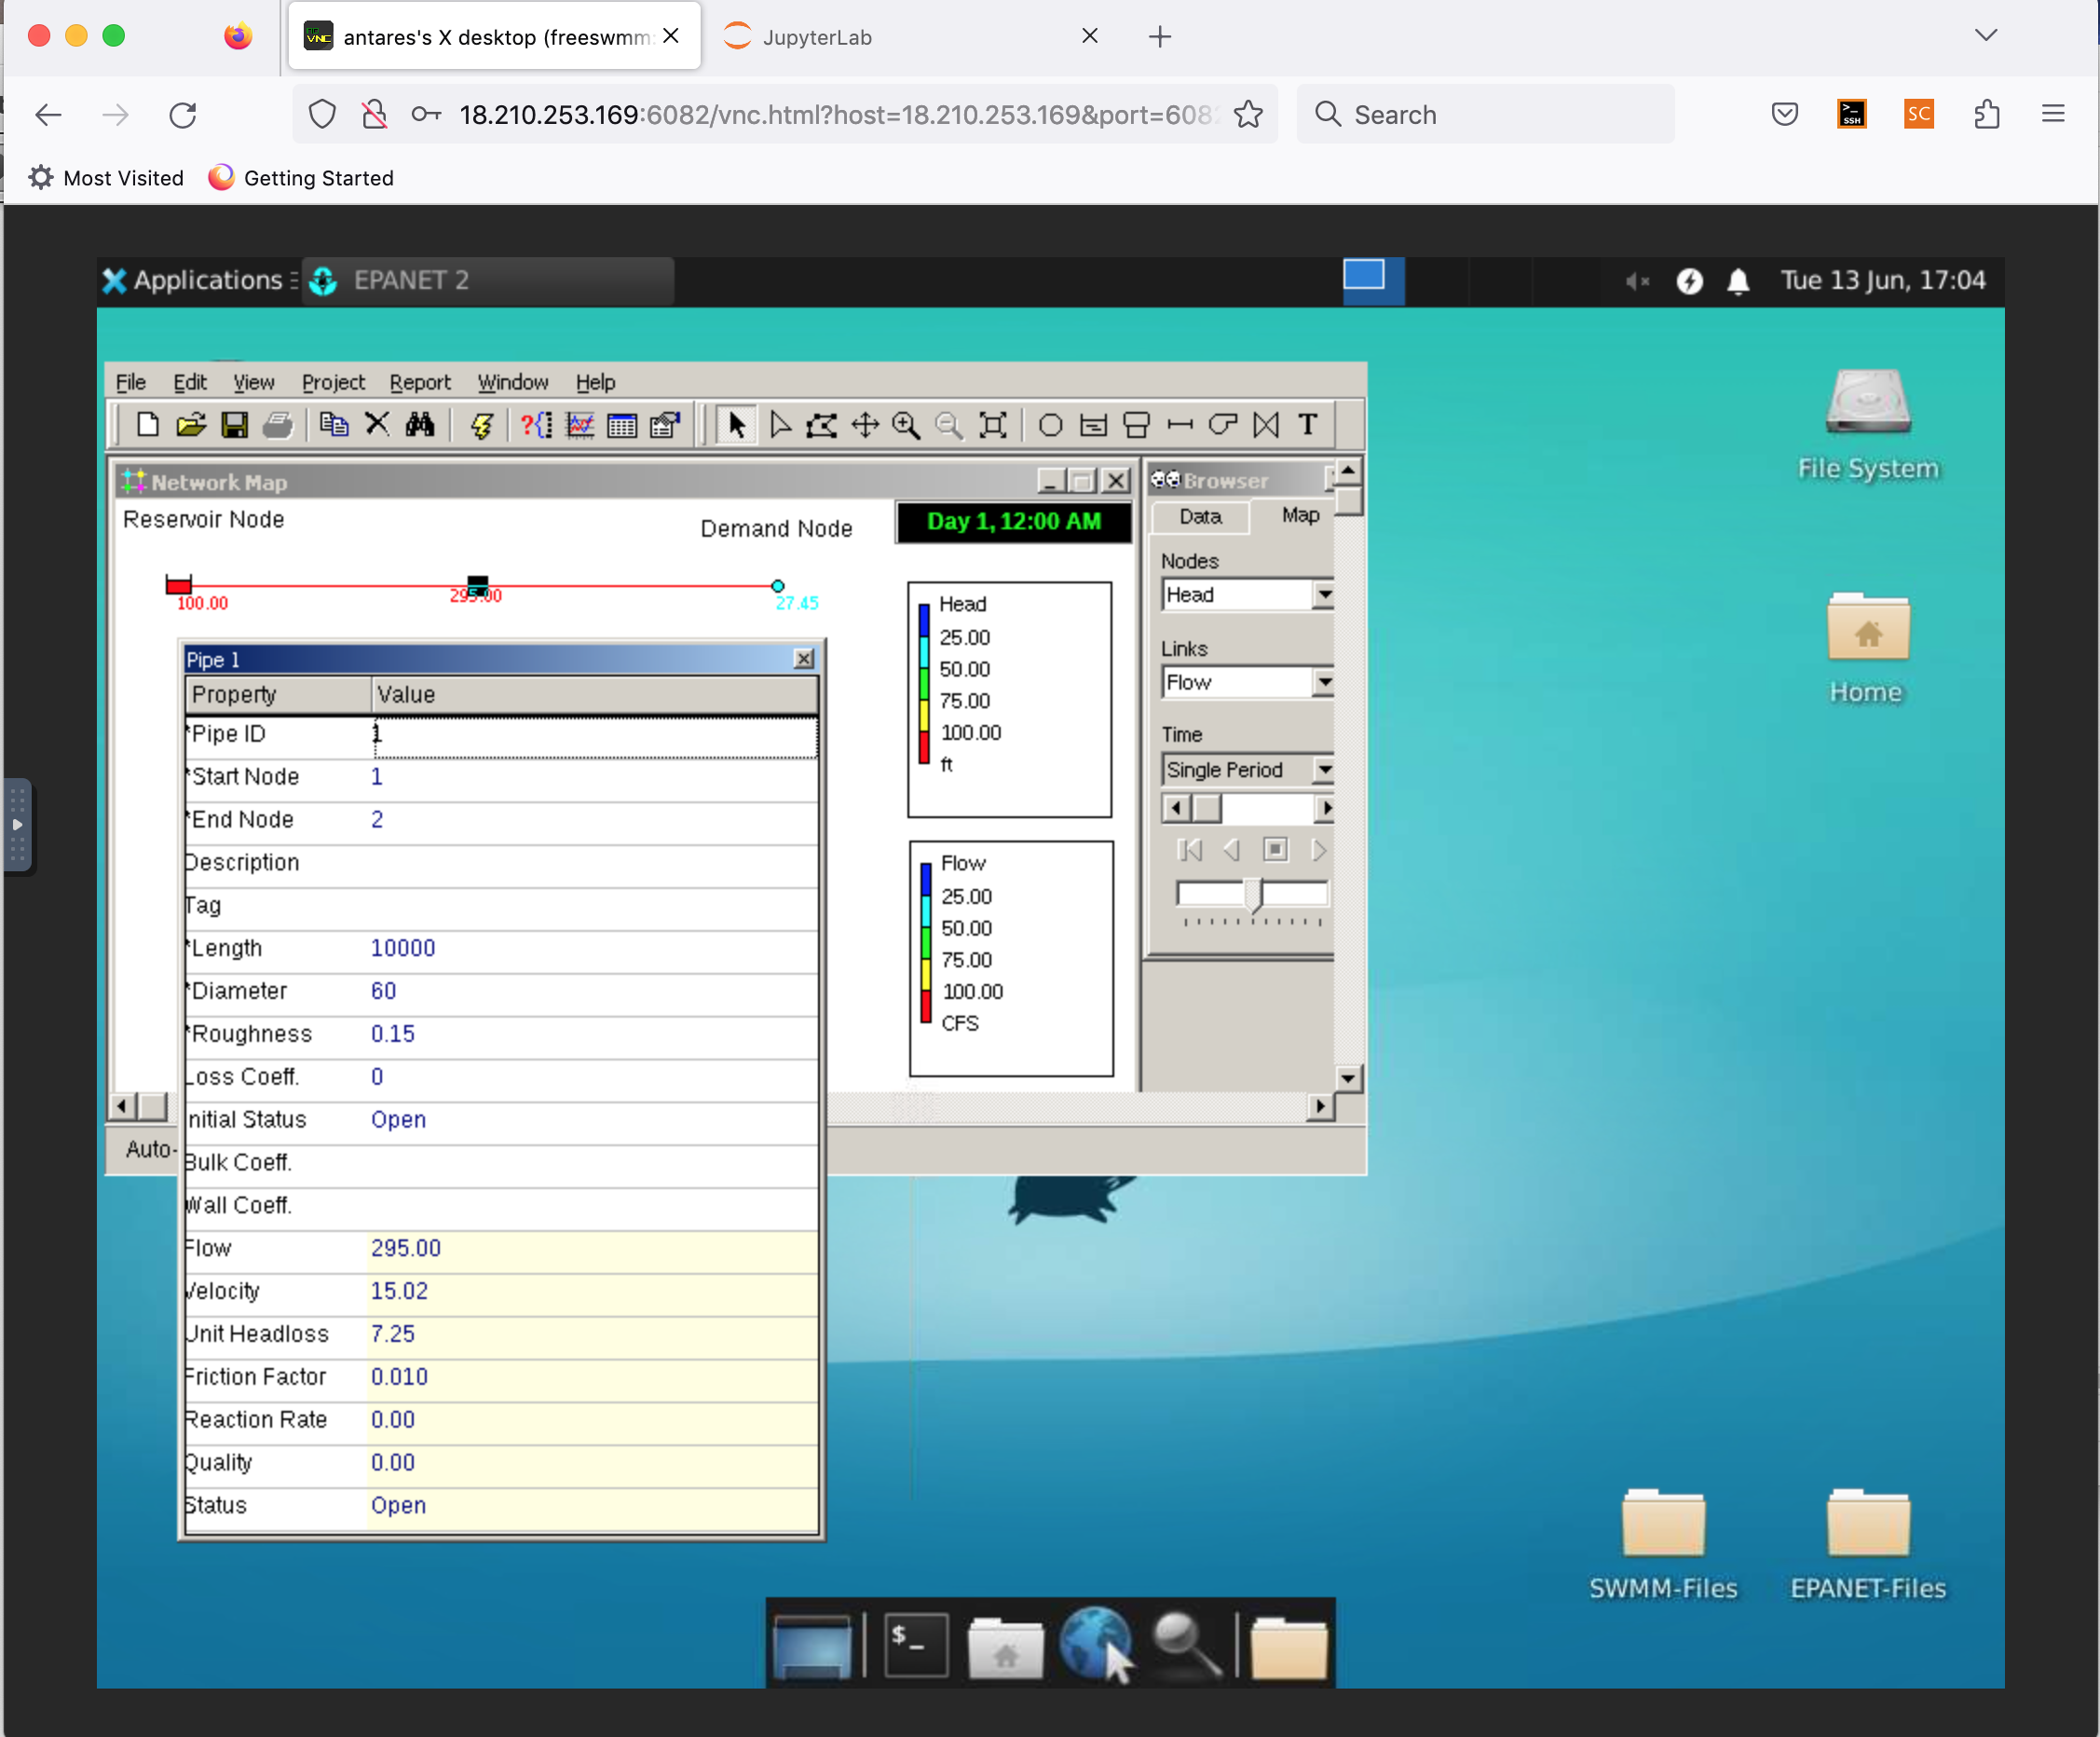 antares's X desktop (freeswmm:
JupyterLab
18.210.253.169:6082/vnc.html?host=18.210.253.169&port=6082
Search
Most Visited
Getting Started
Applications
EPANET 2
Tue 13 Jun, 17:04
File Edit View Project Report Window Help
Network Map
Reservoir Node
Demand Node
Day 1, 12:00 AM
100.00
27.45
Head
25.00
50.00
75.00
100.00
ft
Flow
25.00
50.00
75.00
100.00
CFS
Browser
Data Map
Nodes
Head
Links
Flow
Time
Single Period
Pipe 1
Property Value
*Pipe ID 1
*Start Node 1
*End Node 2
Description
Tag
*Length 10000
*Diameter 60
*Roughness 0.15
Loss Coeff. 0
Initial Status Open
Bulk Coeff.
Wall Coeff.
Flow 295.00
Velocity 15.02
Unit Headloss 7.25
Friction Factor 0.010
Reaction Rate 0.00
Quality 0.00
Status Open
Auto-
File System
Home
SWMM-Files
EPANET-Files